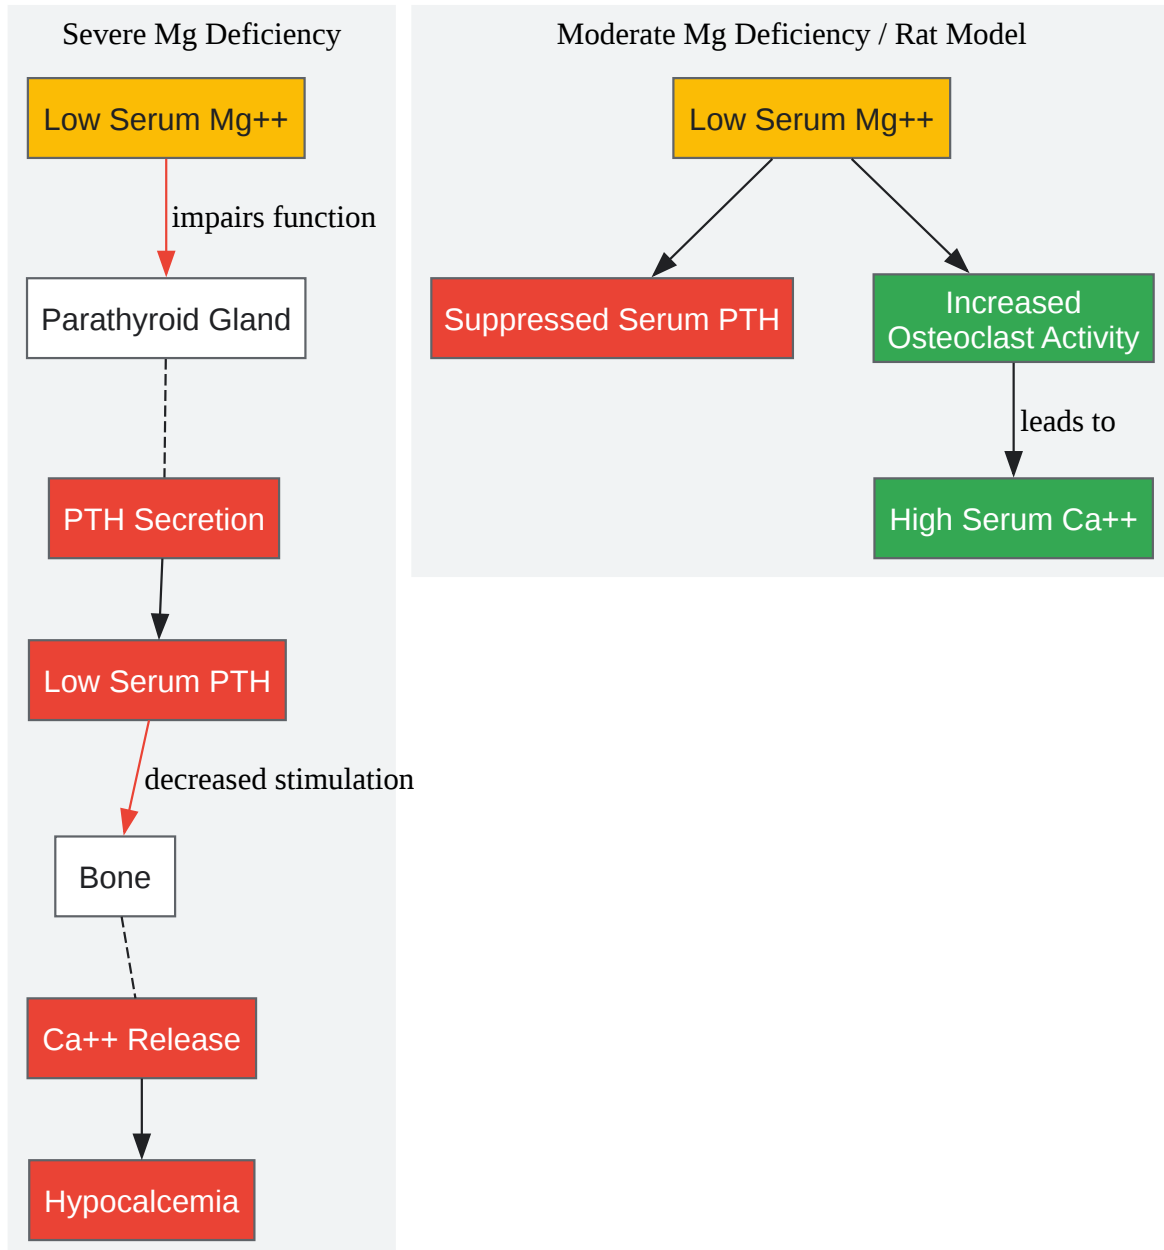 Severe Mg Deficiency
Low Serum Mg++
impairs function
Parathyroid Gland
PTH Secretion
Low Serum PTH
decreased stimulation
Bone
Ca++ Release
Hypocalcemia
Moderate Mg Deficiency / Rat Model
Low Serum Mg++
Suppressed Serum PTH
Increased
Osteoclast Activity
leads to
High Serum Ca++